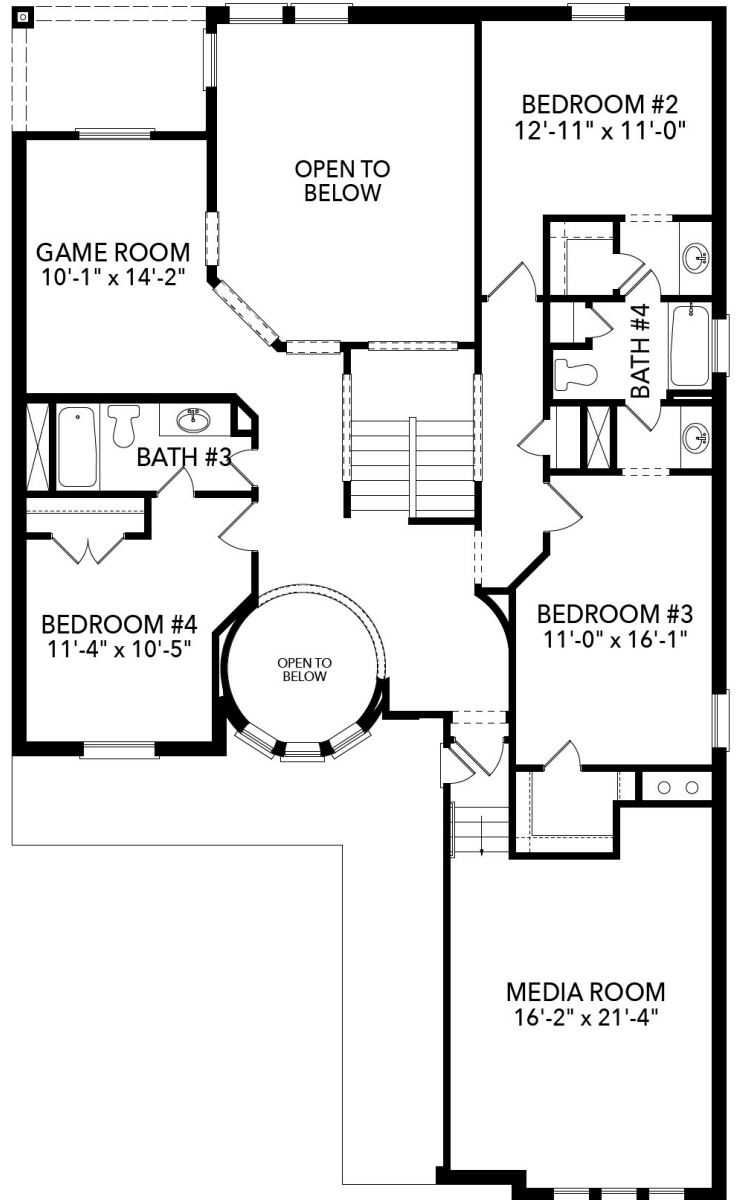 BEDROOM #2
12'-11" x 11'-0"
OPEN TO
BELOW
GAME ROOM
10'-1" x 14'-2"
BATH #4
BATH #3
BEDROOM #4
11'-4" x 10'-5"
OPEN TO
BELOW
BEDROOM #3
11'-0" x 16'-1"
MEDIA ROOM
16'-2" x 21'-4"